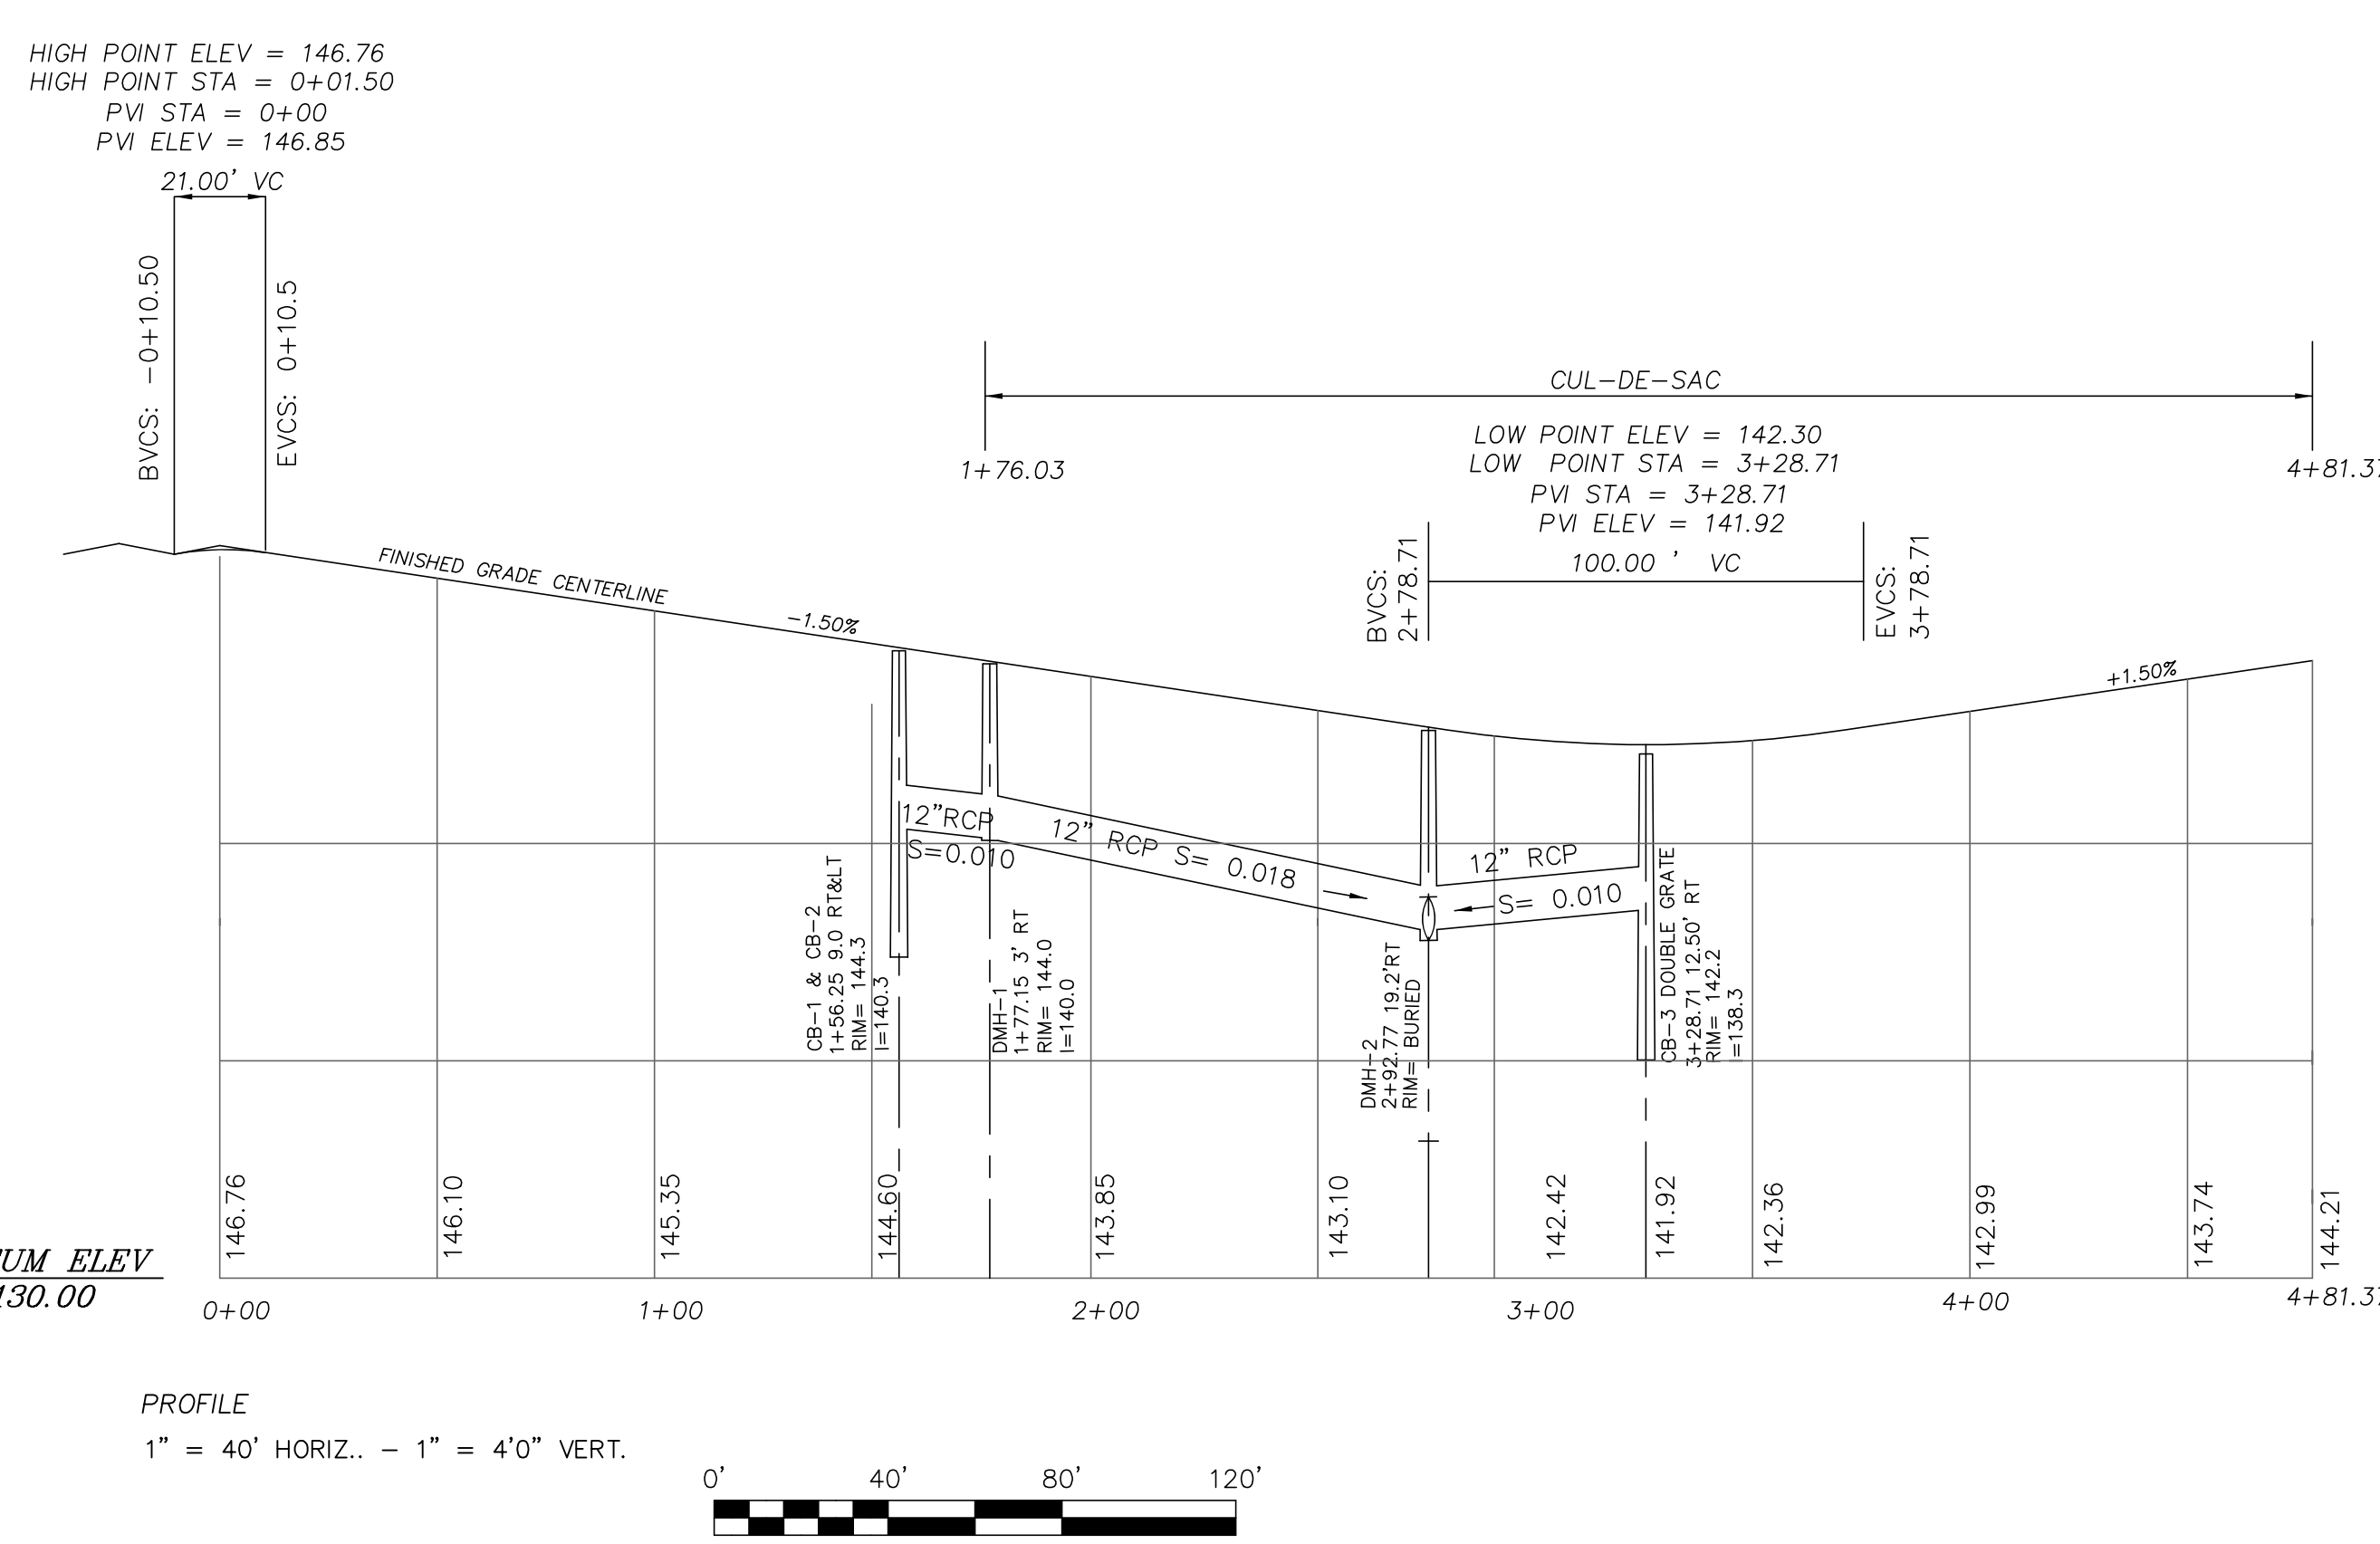 HIGH POINT ELEV = 146.76
HIGH POINT STA = 0+01.50
PVI STA = 0+00
PVI ELEV = 146.85
21.00' VC
BVCS: -0+10.50
EVCS: 0+10.5
CUL-DE-SAC
1+76.03
4+81.37
LOW POINT ELEV = 142.30
LOW POINT STA = 3+28.71
PVI STA = 3+28.71
PVI ELEV = 141.92
100.00 ' VC
BVCS:
2+78.71
EVCS:
3+78.71
FINISHED GRADE CENTERLINE
-1.50%
+1.50%
12"RCP
S=0.010
12" RCP S= 0.018
12" RCP
S= 0.010
CB-1 & CB-2
1+56.25 9.0 RT&LT
RIM= 144.3
I=140.3
DMH-1
1+77.15 3' RT
RIM= 144.0
I=140.0
DMH-2
2+92.77 19.2'RT
RIM= BURIED
CB-3 DOUBLE GRATE
3+28.71 12.50' RT
RIM= 142.2
I=138.3
146.76
146.10
145.35
144.60
143.85
143.10
142.42
141.92
142.36
142.99
143.74
144.21
UM ELEV
130.00
0+00
1+00
2+00
3+00
4+00
4+81.37
PROFILE
1" = 40' HORIZ.. - 1" = 4'0" VERT.
0' 40' 80' 120'